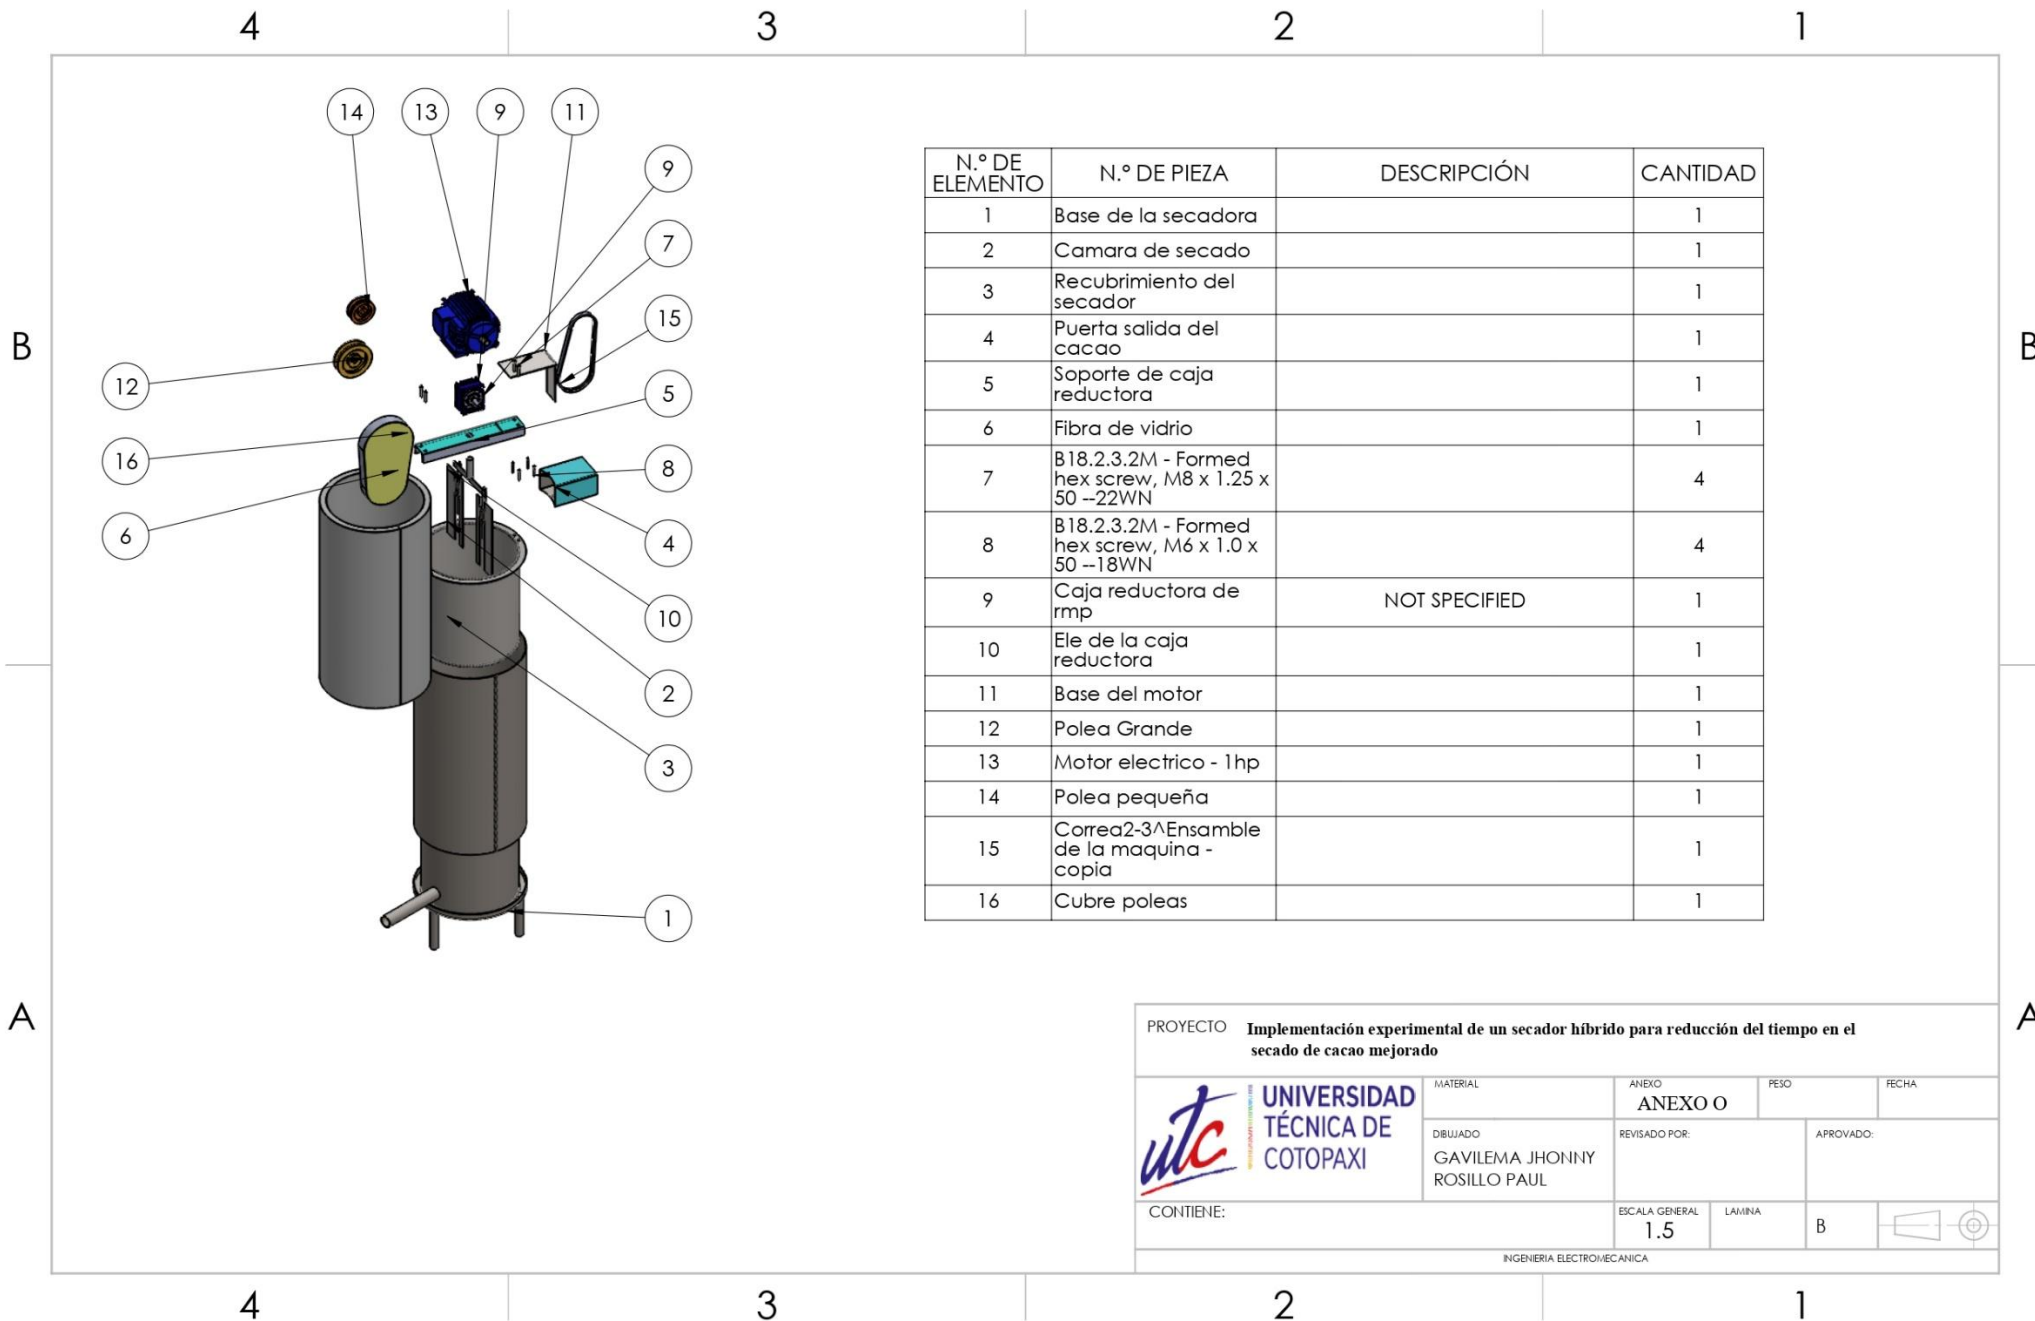 4 3 2 1
14 13 9 11
9
7
15
12
5
16
8
6
4
10
2
3
1
B B
A A
N.º DE ELEMENTO N.º DE PIEZA DESCRIPCIÓN CANTIDAD
1 Base de la secadora 1
2 Camara de secado 1
3 Recubrimiento del
secador 1
4 Puerta salida del
cacao 1
5 Soporte de caja
reductora 1
6 Fibra de vidrio 1
7 B18.2.3.2M - Formed
hex screw, M8 x 1.25 x
50 --22WN 4
8 B18.2.3.2M - Formed
hex screw, M6 x 1.0 x
50 --18WN 4
9 Caja reductora de
rmp NOT SPECIFIED 1
10 Ele de la caja
reductora 1
11 Base del motor 1
12 Polea Grande 1
13 Motor electrico - 1hp 1
14 Polea pequeña 1
15 Correa2-3^Ensamble
de la maquina -
copia 1
16 Cubre poleas 1
PROYECTO Implementación experimental de un secador híbrido para reducción del tiempo en el
secado de cacao mejorado
utc
UNIVERSIDAD
TÉCNICA DE
COTOPAXI
MATERIAL
ANEXO
ANEXO O
PESO
FECHA
DIBUJADO
GAVILEMA JHONNY
ROSILLO PAUL
REVISADO POR:
APROVADO:
CONTIENE:
ESCALA GENERAL
1.5
LAMINA
B
INGENIERIA ELECTROMECANICA
4 3 2 1